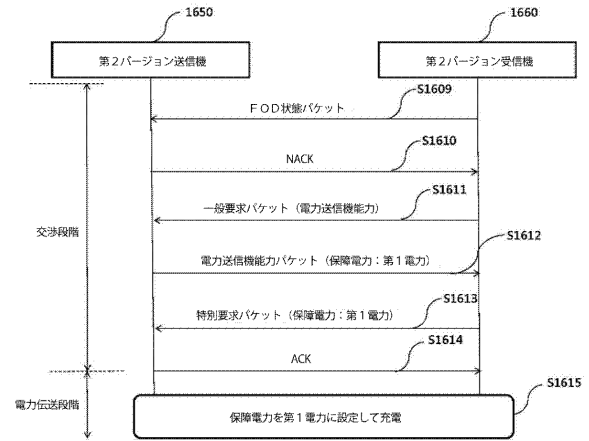 1650
1660
第２バージョン送信機
第２バージョン受信機
S1609
ＦＯＤ状態パケット
S1610
NACK
S1611
一般要求パケット（電力送信機能力）
S1612
電力送信機能力パケット（保障電力：第１電力）
S1613
特別要求パケット（保障電力：第１電力）
S1614
ACK
交渉段階
電力伝送段階
S1615
保障電力を第１電力に設定して充電